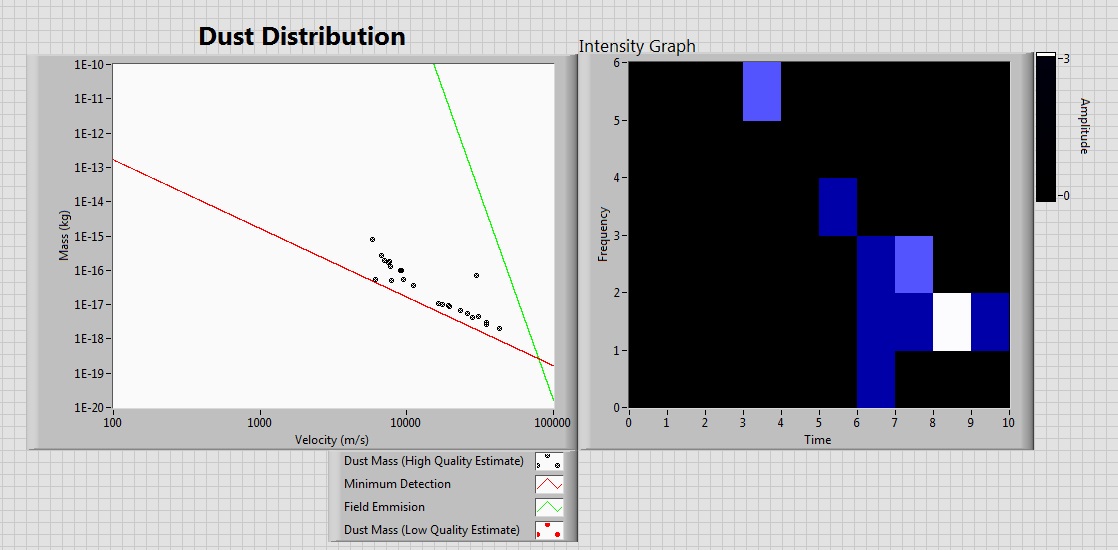 Dust Distribution
1E-10
1E-11
1E-12
1E-13
1E-14
1E-15
1E-16
1E-17
1E-18
1E-19
1E-20
Mass (kg)
100 1000 10000 100000
Velocity (m/s)
Dust Mass (High Quality Estimate)
Minimum Detection
Field Emmision
Dust Mass (Low Quality Estimate)
Intensity Graph
6
5
4
3
2
1
0
Frequency
0 1 2 3 4 5 6 7 8 9 10
Time
3
0
Amplitude